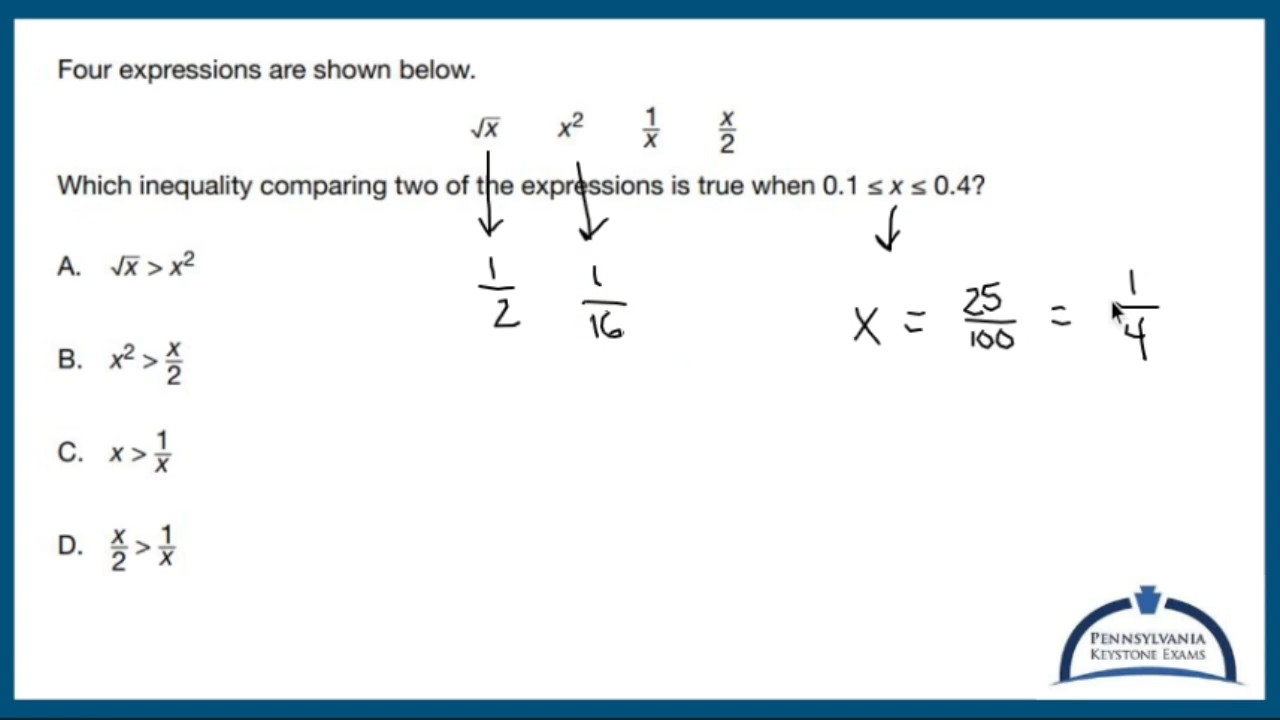 Four expressions are shown below.
√x x² 1/x x/2
Which inequality comparing two of the expressions is true when 0.1 ≤ x ≤ 0.4?
A. √x > x²
1/2 1/16
x = 25/100 = 1/4
B. x² > x/2
C. x > 1/x
D. x/2 > 1/x
PENNSYLVANIA
KEYSTONE EXAMS